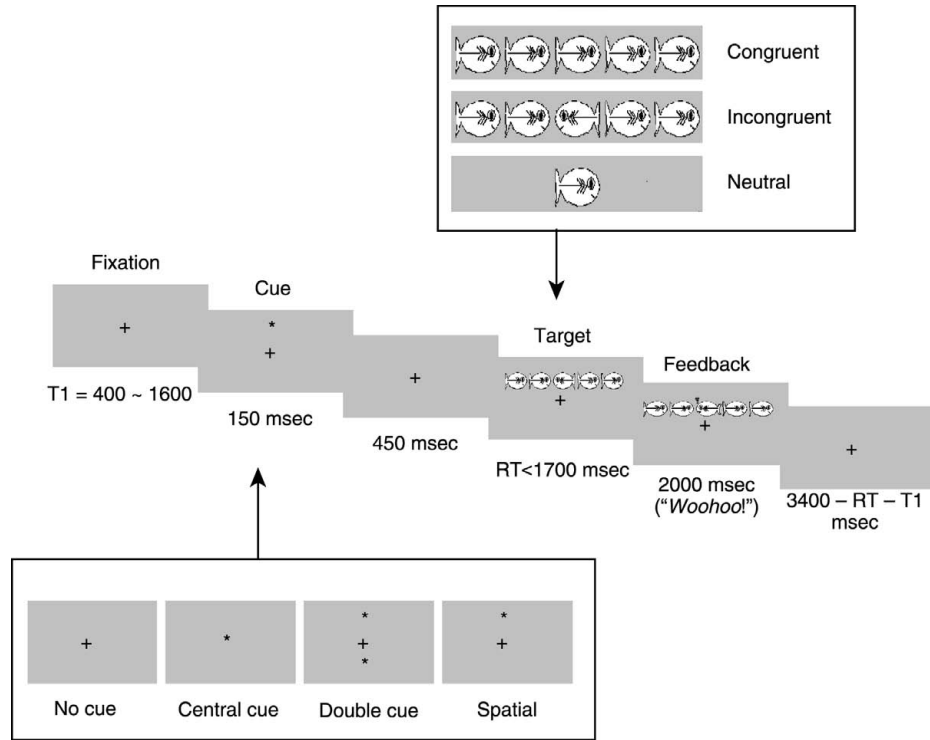 Congruent
Incongruent
Neutral
Fixation
Cue
Target
Feedback
T1 = 400 ~ 1600
150 msec
450 msec
RT<1700 msec
2000 msec
(“Woohoo!”)
3400 – RT – T1
msec
No cue
Central cue
Double cue
Spatial